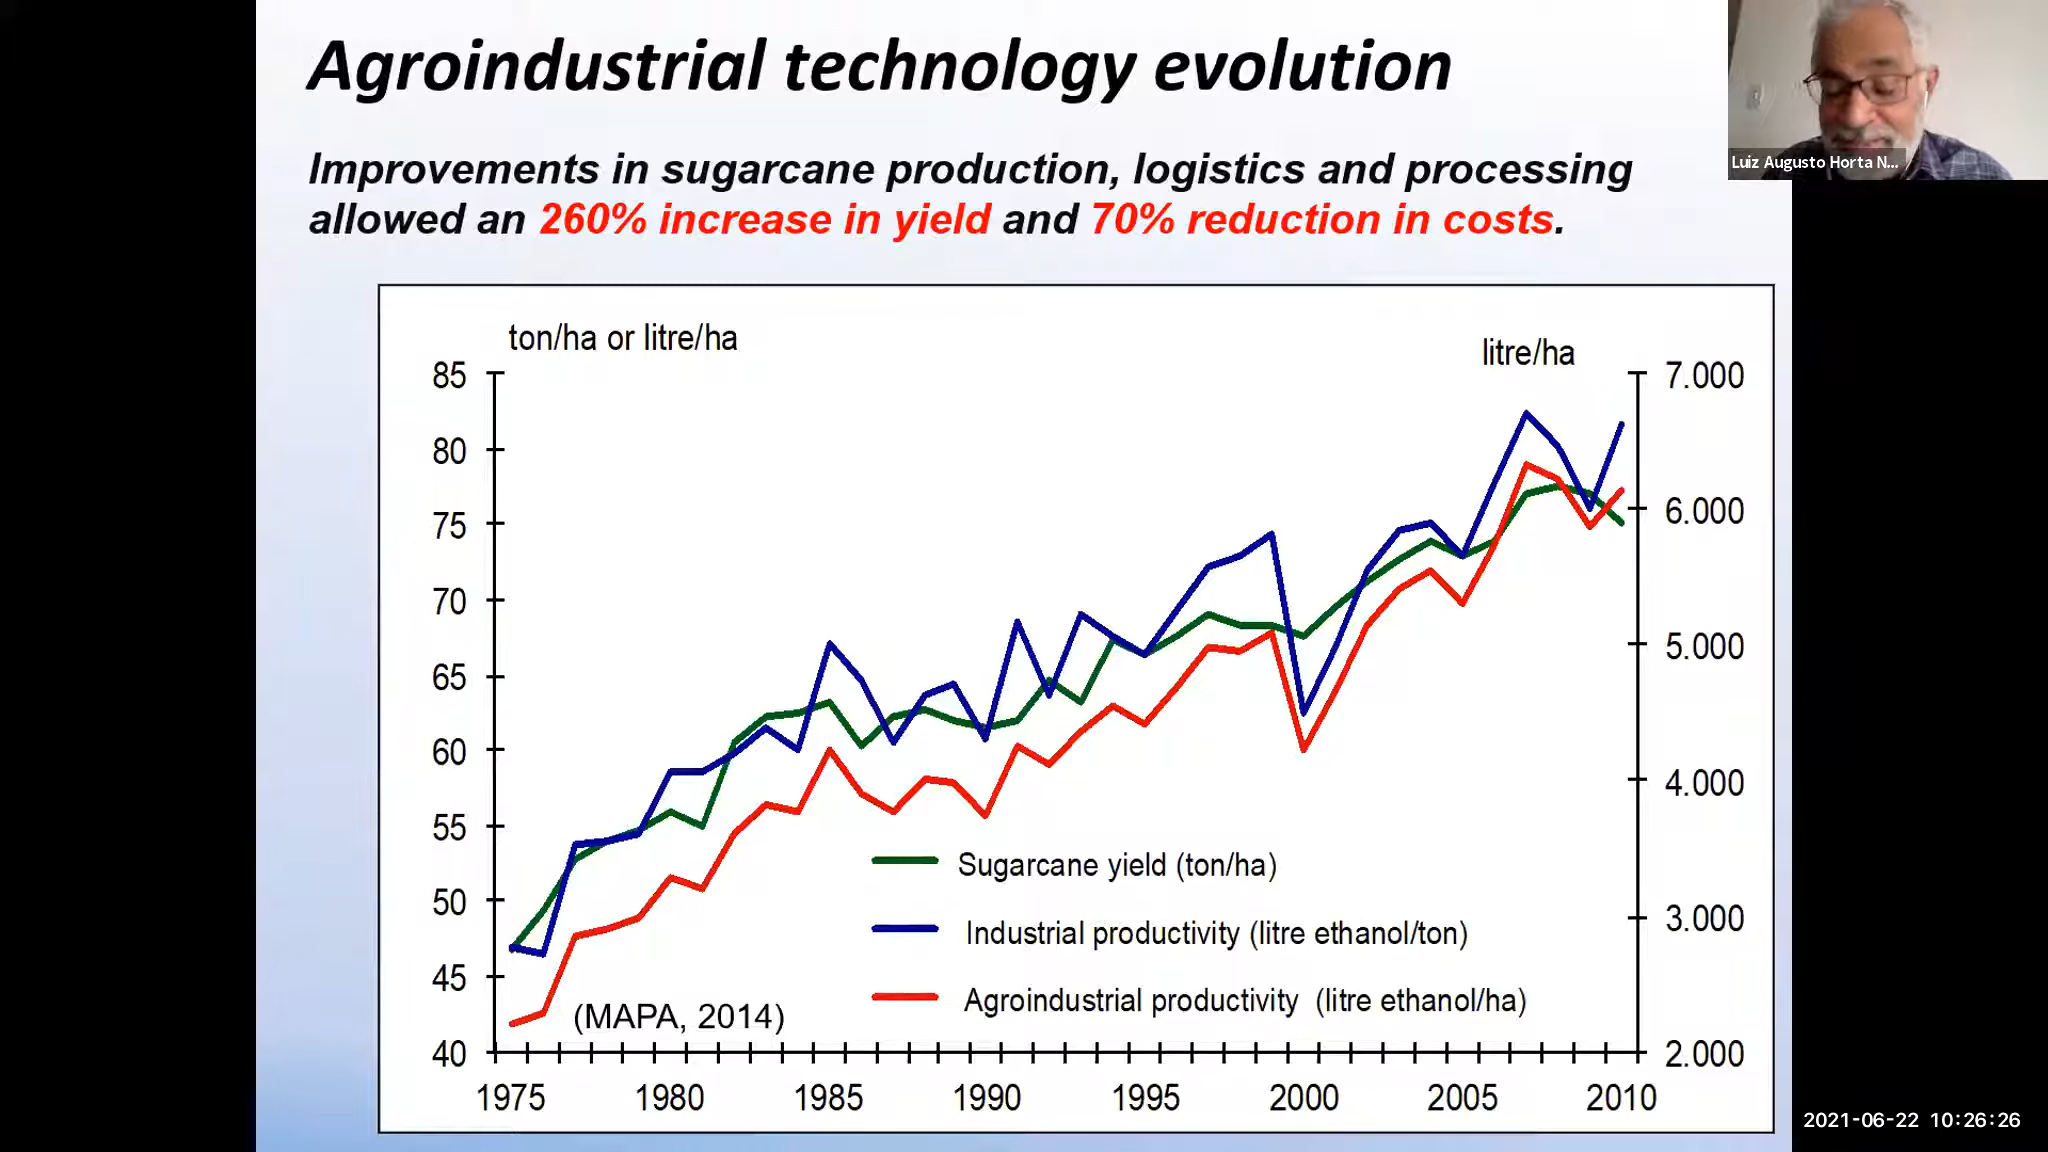 Agroindustrial technology evolution
Luiz Augusto Horta N...
Improvements in sugarcane production, logistics and processing
allowed an 260% increase in yield and 70% reduction in costs.
ton/ha or litre/ha
litre/ha
85
80
75
70
65
60
55
50
45
40
7.000
6.000
5.000
4.000
3.000
2.000
Sugarcane yield (ton/ha)
Industrial productivity (litre ethanol/ton)
Agroindustrial productivity (litre ethanol/ha)
(MAPA, 2014)
1975 1980 1985 1990 1995 2000 2005 2010
2021-06-22 10:26:26